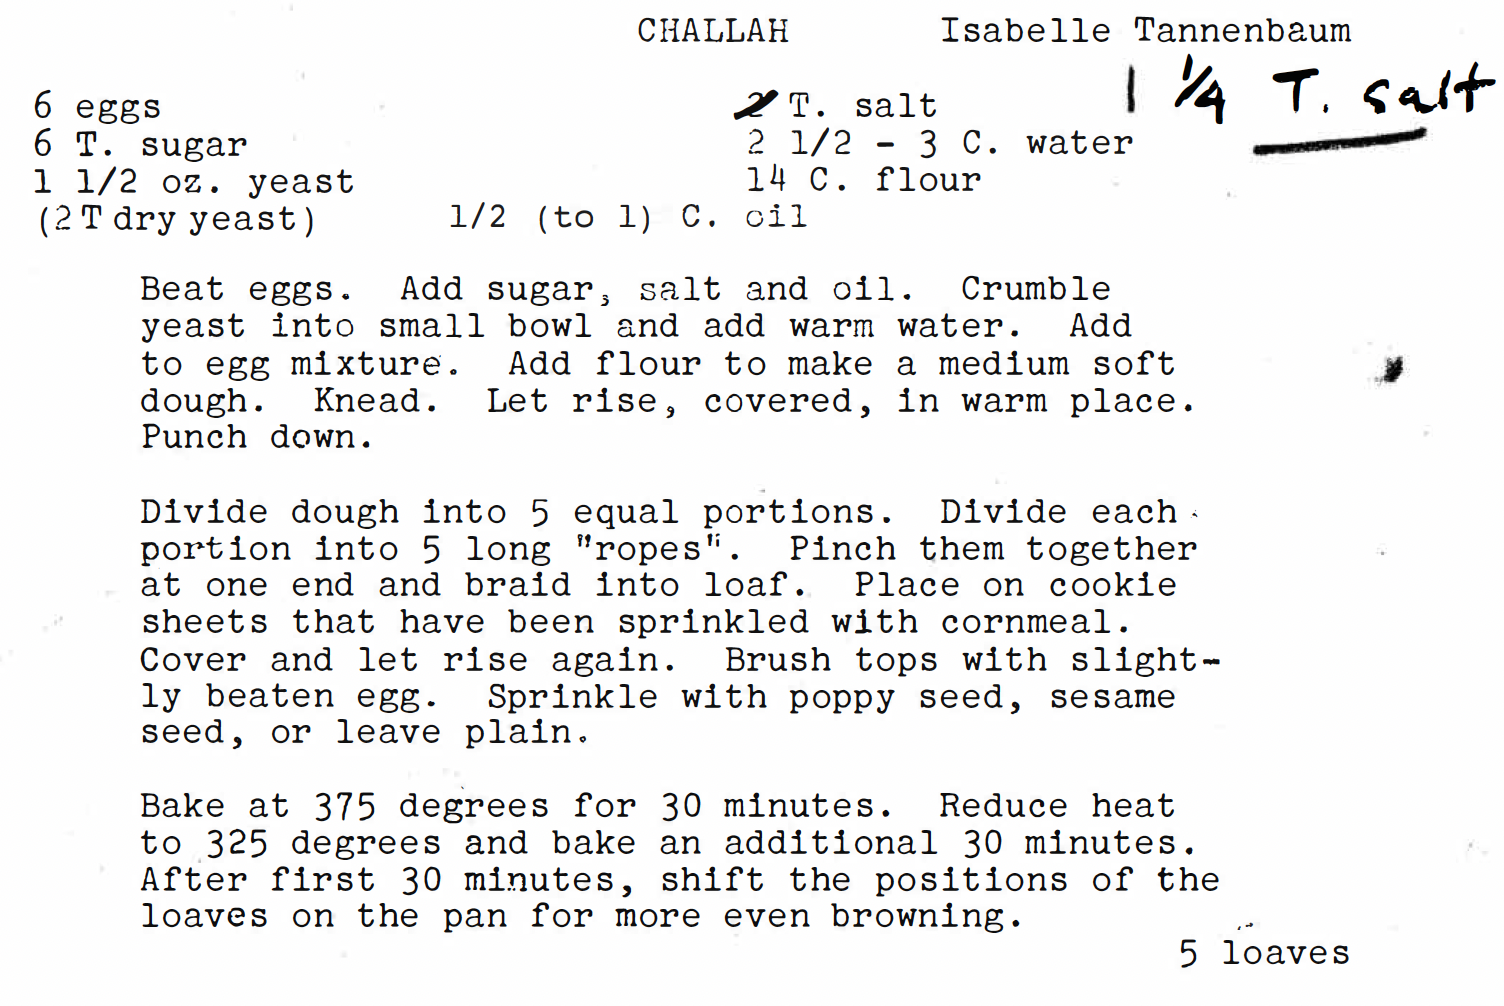 CHALLAH Isabelle Tannenbaum
1 1/4 T. salt
6 eggs 2 T. salt
6 T. sugar 2 1/2 - 3 C. water
1 1/2 oz. yeast 14 C. flour
(2 T dry yeast) 1/2 (to 1) C. oil
Beat eggs. Add sugar, salt and oil. Crumble
yeast into small bowl and add warm water. Add
to egg mixture. Add flour to make a medium soft
dough. Knead. Let rise, covered, in warm place.
Punch down.
Divide dough into 5 equal portions. Divide each
portion into 5 long "ropes". Pinch them together
at one end and braid into loaf. Place on cookie
sheets that have been sprinkled with cornmeal.
Cover and let rise again. Brush tops with slight-
ly beaten egg. Sprinkle with poppy seed, sesame
seed, or leave plain.
Bake at 375 degrees for 30 minutes. Reduce heat
to 325 degrees and bake an additional 30 minutes.
After first 30 minutes, shift the positions of the
loaves on the pan for more even browning.
5 loaves